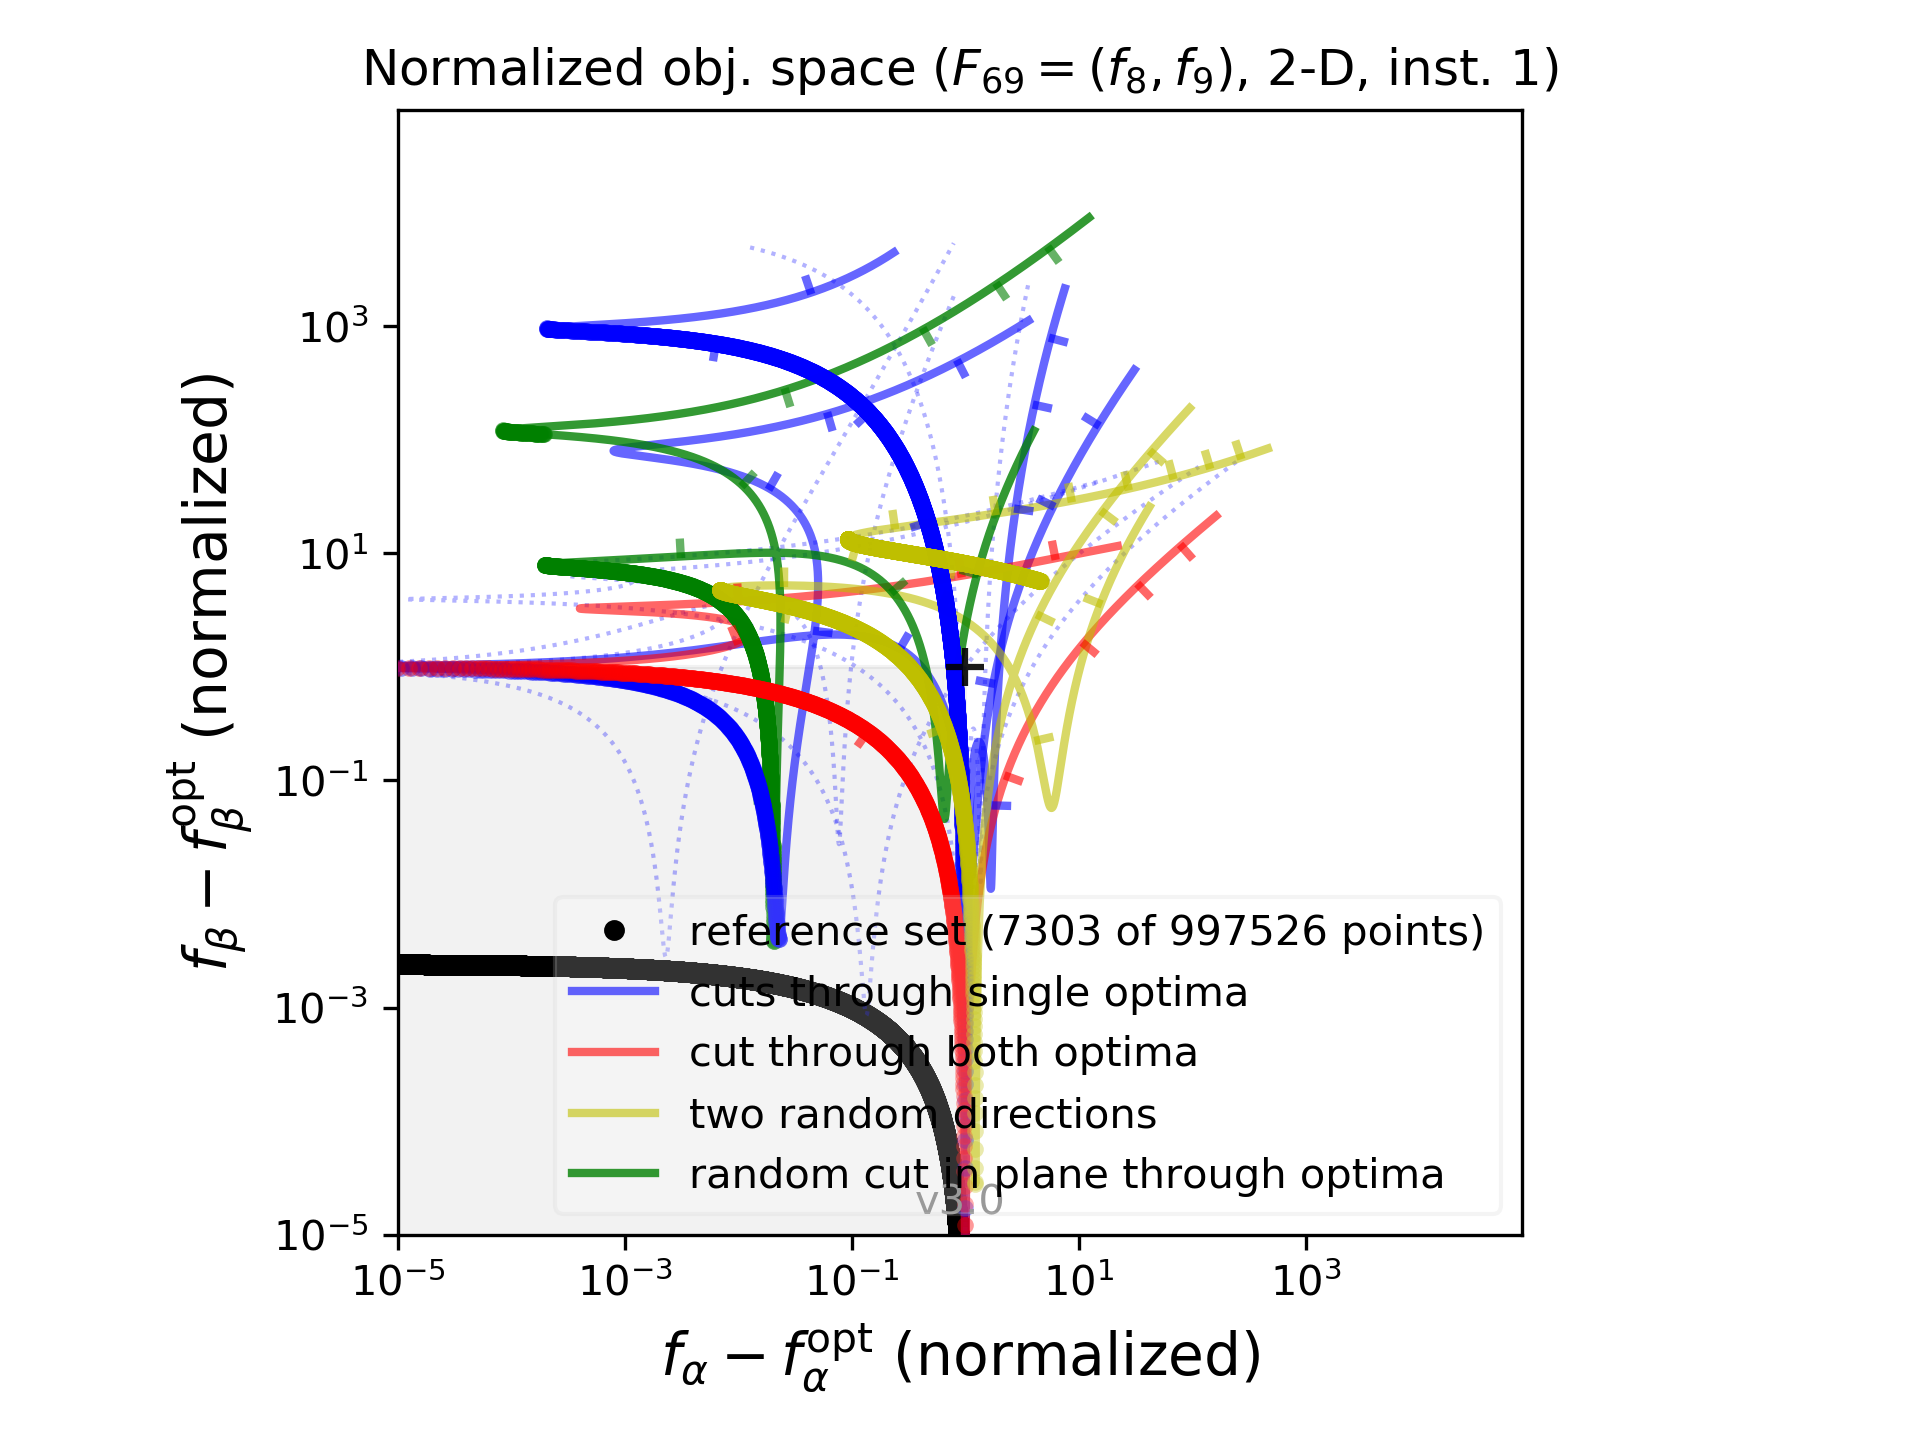 Normalized obj. space (F₆₉ = (f₈, f₉), 2-D, inst. 1)
f_β − f_β^opt (normalized)
10³
10¹
10⁻¹
10⁻³
10⁻⁵
reference set (7303 of 997526 points)
cuts through single optima
cut through both optima
two random directions
random cut in plane through optima
v3.0
10⁻⁵ 10⁻³ 10⁻¹ 10¹ 10³
f_α − f_α^opt (normalized)